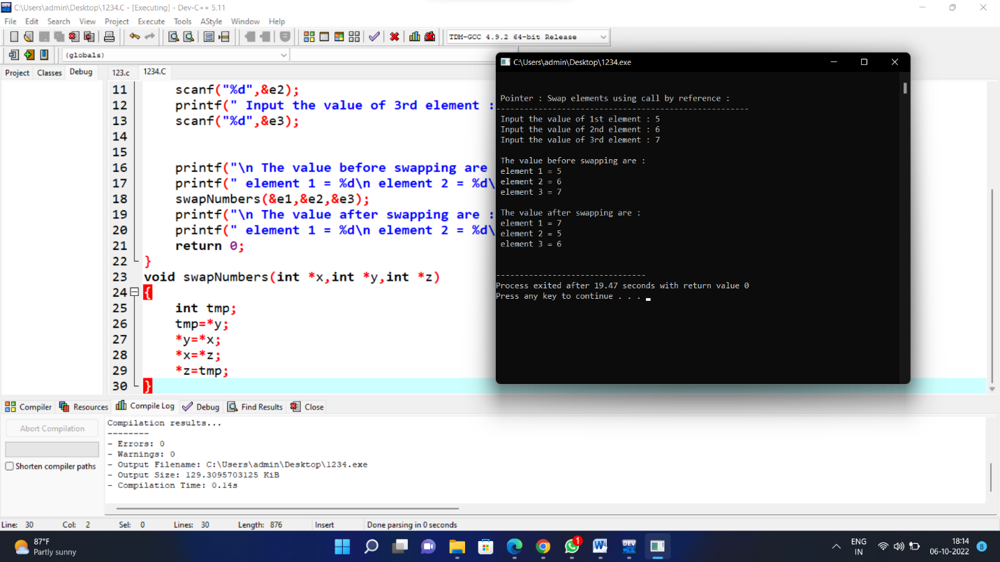 C:\Users\admin\Desktop\1234.C - [Executing] - Dev-C++ 5.11
File Edit Search View Project Execute Tools AStyle Window Help
TDM-GCC 4.9.2 64-bit Release
(globals)
Project Classes Debug
123.c 1234.C
11 scanf("%d",&e2);
12 printf(" Input the value of 3rd element :
13 scanf("%d",&e3);
14
15
16 printf("\n The value before swapping are
17 printf(" element 1 = %d\n element 2 = %d\
18 swapNumbers(&e1,&e2,&e3);
19 printf("\n The value after swapping are :
20 printf(" element 1 = %d\n element 2 = %d\
21 return 0;
22 }
23 void swapNumbers(int *x,int *y,int *z)
24 {
25 int tmp;
26 tmp=*y;
27 *y=*x;
28 *x=*z;
29 *z=tmp;
30 }
C:\Users\admin\Desktop\1234.exe
Pointer : Swap elements using call by reference :
------------------------------------------------------
Input the value of 1st element : 5
Input the value of 2nd element : 6
Input the value of 3rd element : 7
The value before swapping are :
element 1 = 5
element 2 = 6
element 3 = 7
The value after swapping are :
element 1 = 7
element 2 = 5
element 3 = 6
--------------------------------
Process exited after 19.47 seconds with return value 0
Press any key to continue . . .
Compiler Resources Compile Log Debug Find Results Close
Abort Compilation
Shorten compiler paths
Compilation results...
--------
- Errors: 0
- Warnings: 0
- Output Filename: C:\Users\admin\Desktop\1234.exe
- Output Size: 129.3095703125 KiB
- Compilation Time: 0.14s
Line: 30 Col: 2 Sel: 0 Lines: 30 Length: 876 Insert Done parsing in 0 seconds
87°F
Partly sunny
1
W
DEV
ENG
IN
18:14
06-10-2022
8